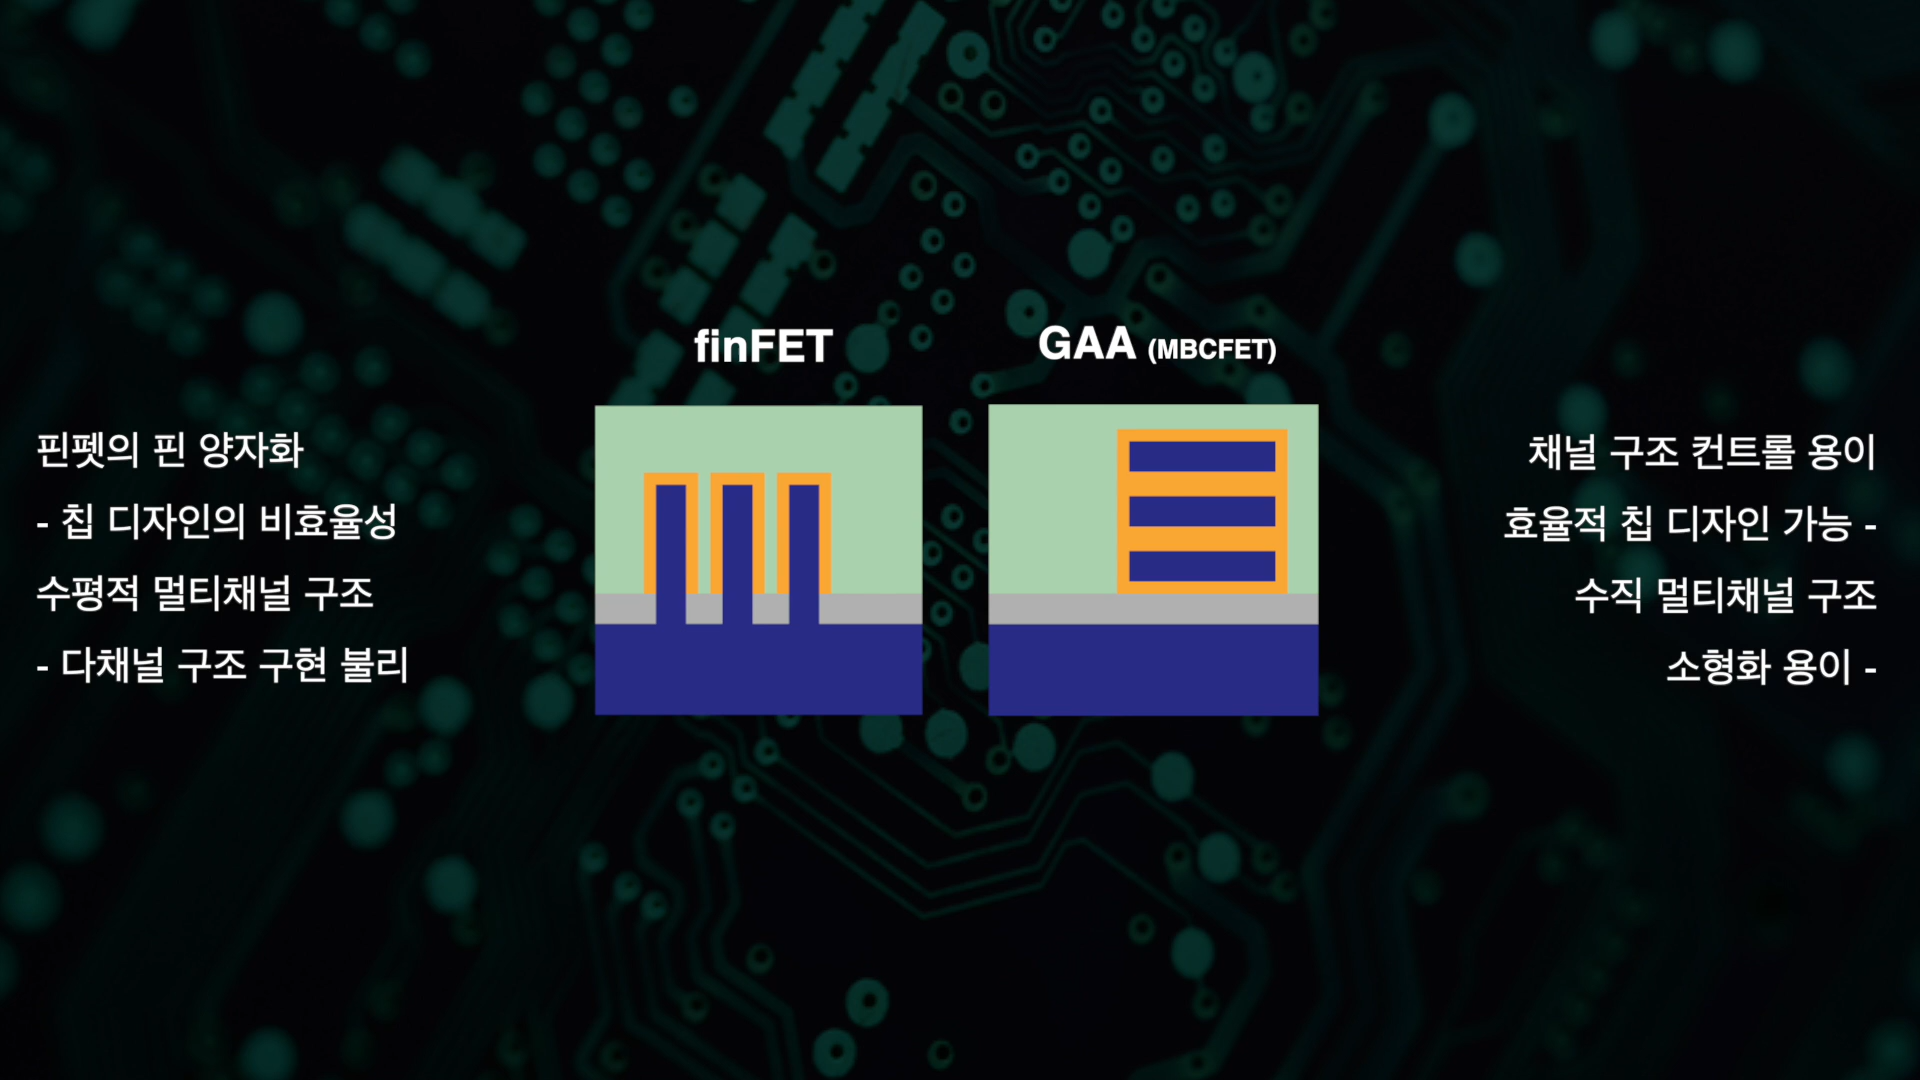 finFET
GAA (MBCFET)
핀펫의 핀 양자화
- 칩 디자인의 비효율성
수평적 멀티채널 구조
- 다채널 구조 구현 불리
채널 구조 컨트롤 용이
효율적 칩 디자인 가능 -
수직 멀티채널 구조
소형화 용이 -